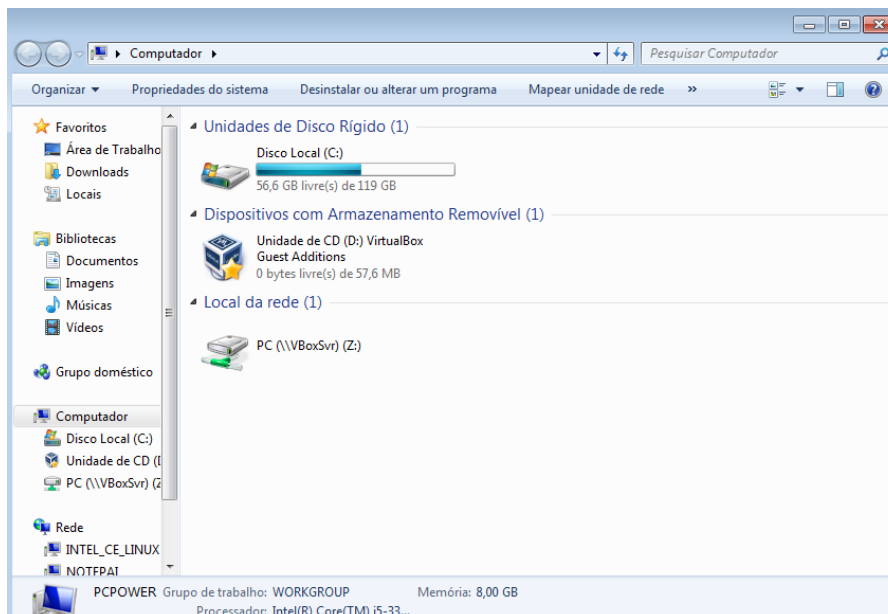 Computador
Pesquisar Computador
Organizar
Propriedades do sistema
Desinstalar ou alterar um programa
Mapear unidade de rede
»
Favoritos
Área de Trabalho
Downloads
Locais
Bibliotecas
Documentos
Imagens
Músicas
Vídeos
Grupo doméstico
Computador
Disco Local (C:)
Unidade de CD (D
PC (\\VBoxSvr) (Z
Rede
INTEL_CE_LINUX
NOTEPAI
Unidades de Disco Rígido (1)
Disco Local (C:)
56,6 GB livre(s) de 119 GB
Dispositivos com Armazenamento Removível (1)
Unidade de CD (D:) VirtualBox
Guest Additions
0 bytes livre(s) de 57,6 MB
Local da rede (1)
PC (\\VBoxSvr) (Z:)
PCPOWER Grupo de trabalho: WORKGROUP Memória: 8,00 GB
Processador: Intel(R) Core(TM) i5-33...